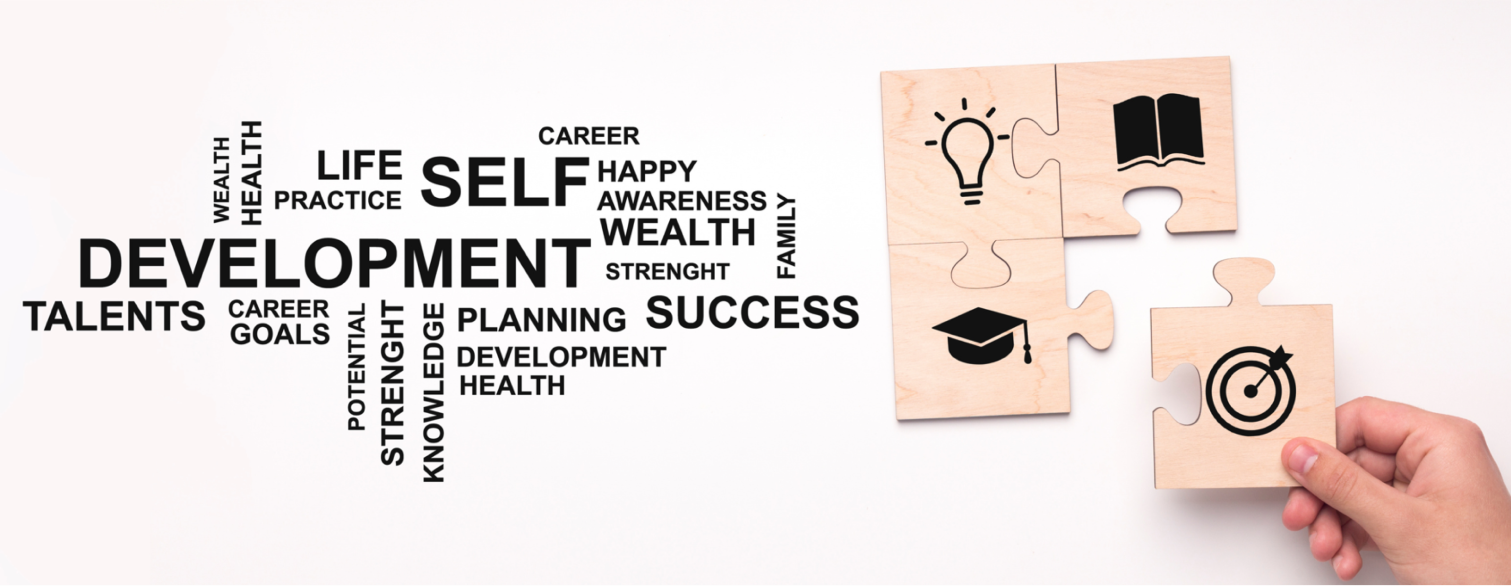 CAREER
WEALTH
HEALTH
LIFE
SELF
HAPPY
PRACTICE
AWARENESS
WEALTH
FAMILY
DEVELOPMENT
STRENGHT
TALENTS
CAREER
GOALS
POTENTIAL
STRENGHT
KNOWLEDGE
PLANNING
SUCCESS
DEVELOPMENT
HEALTH